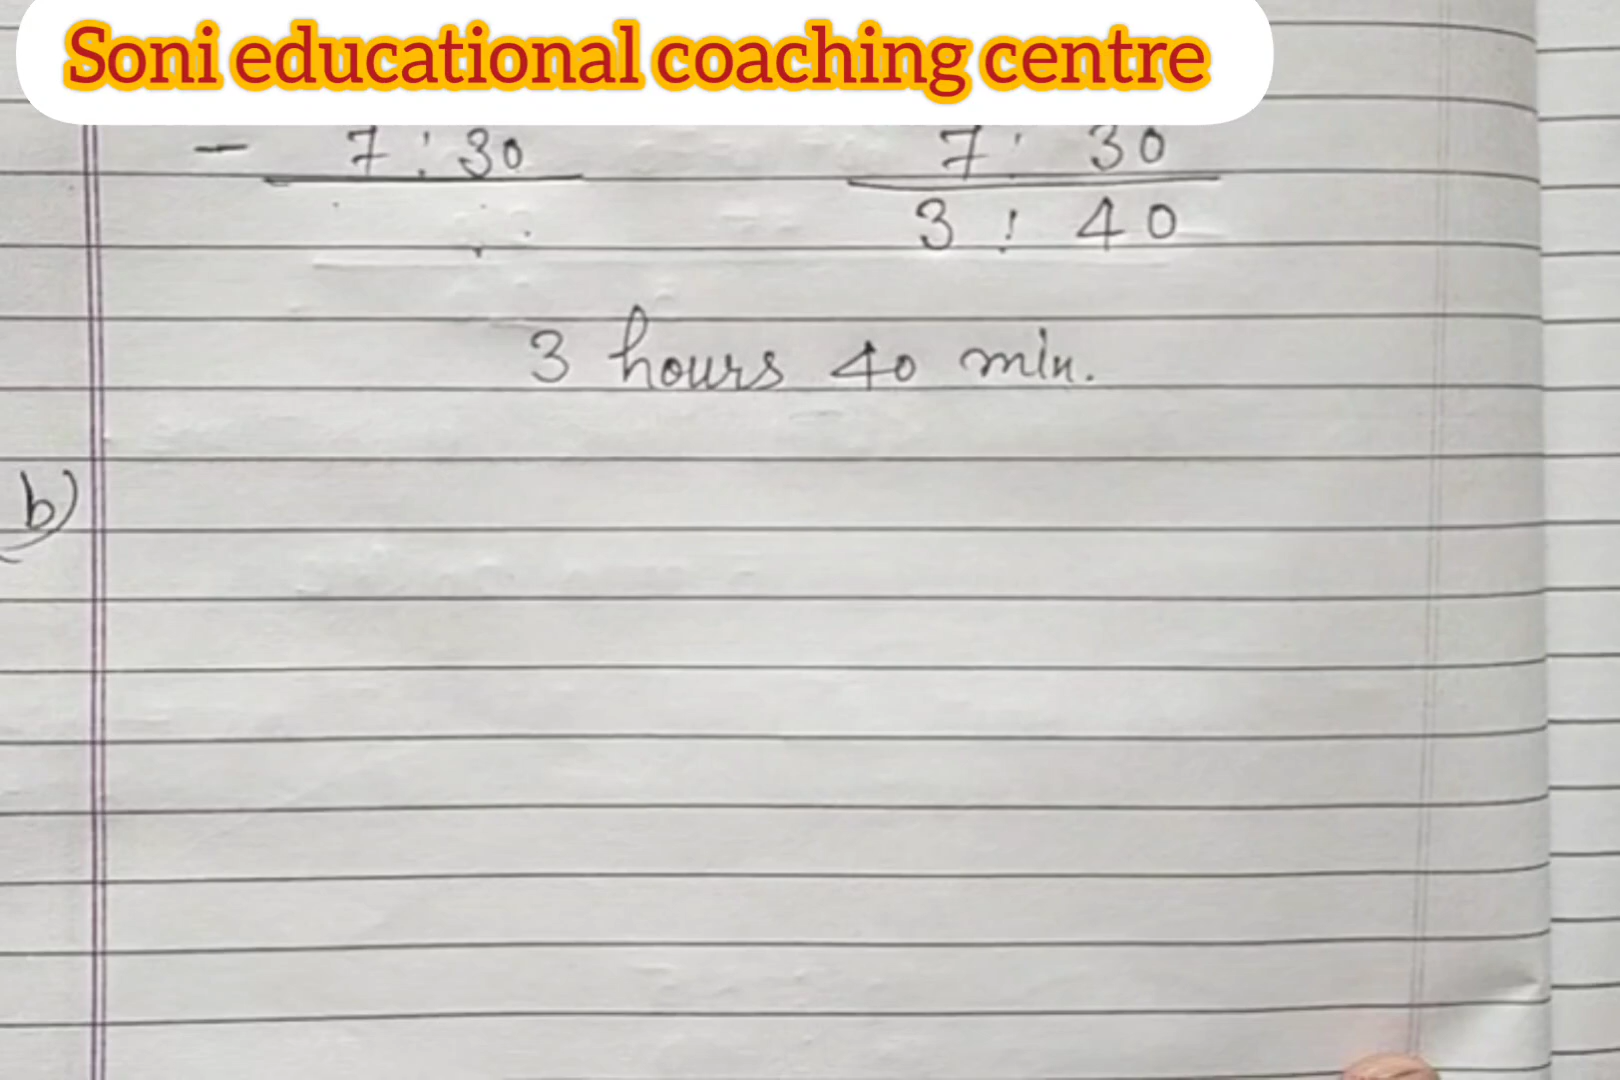 Soni educational coaching centre
- 7 : 30 7 : 30
3 : 40
3 hours 40 min.
b)